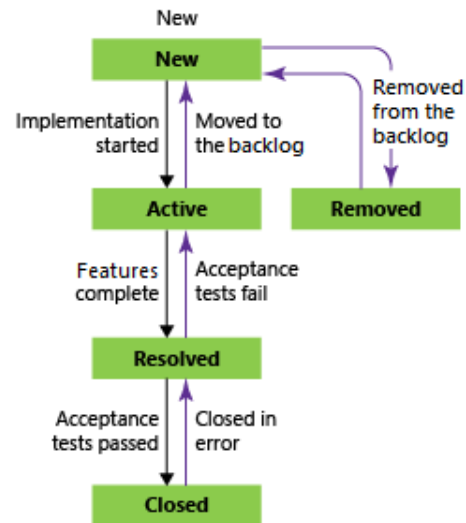 New
New
Removed
from the
backlog
Implementation
started
Moved to
the backlog
Active
Removed
Features
complete
Acceptance
tests fail
Resolved
Acceptance
tests passed
Closed in
error
Closed